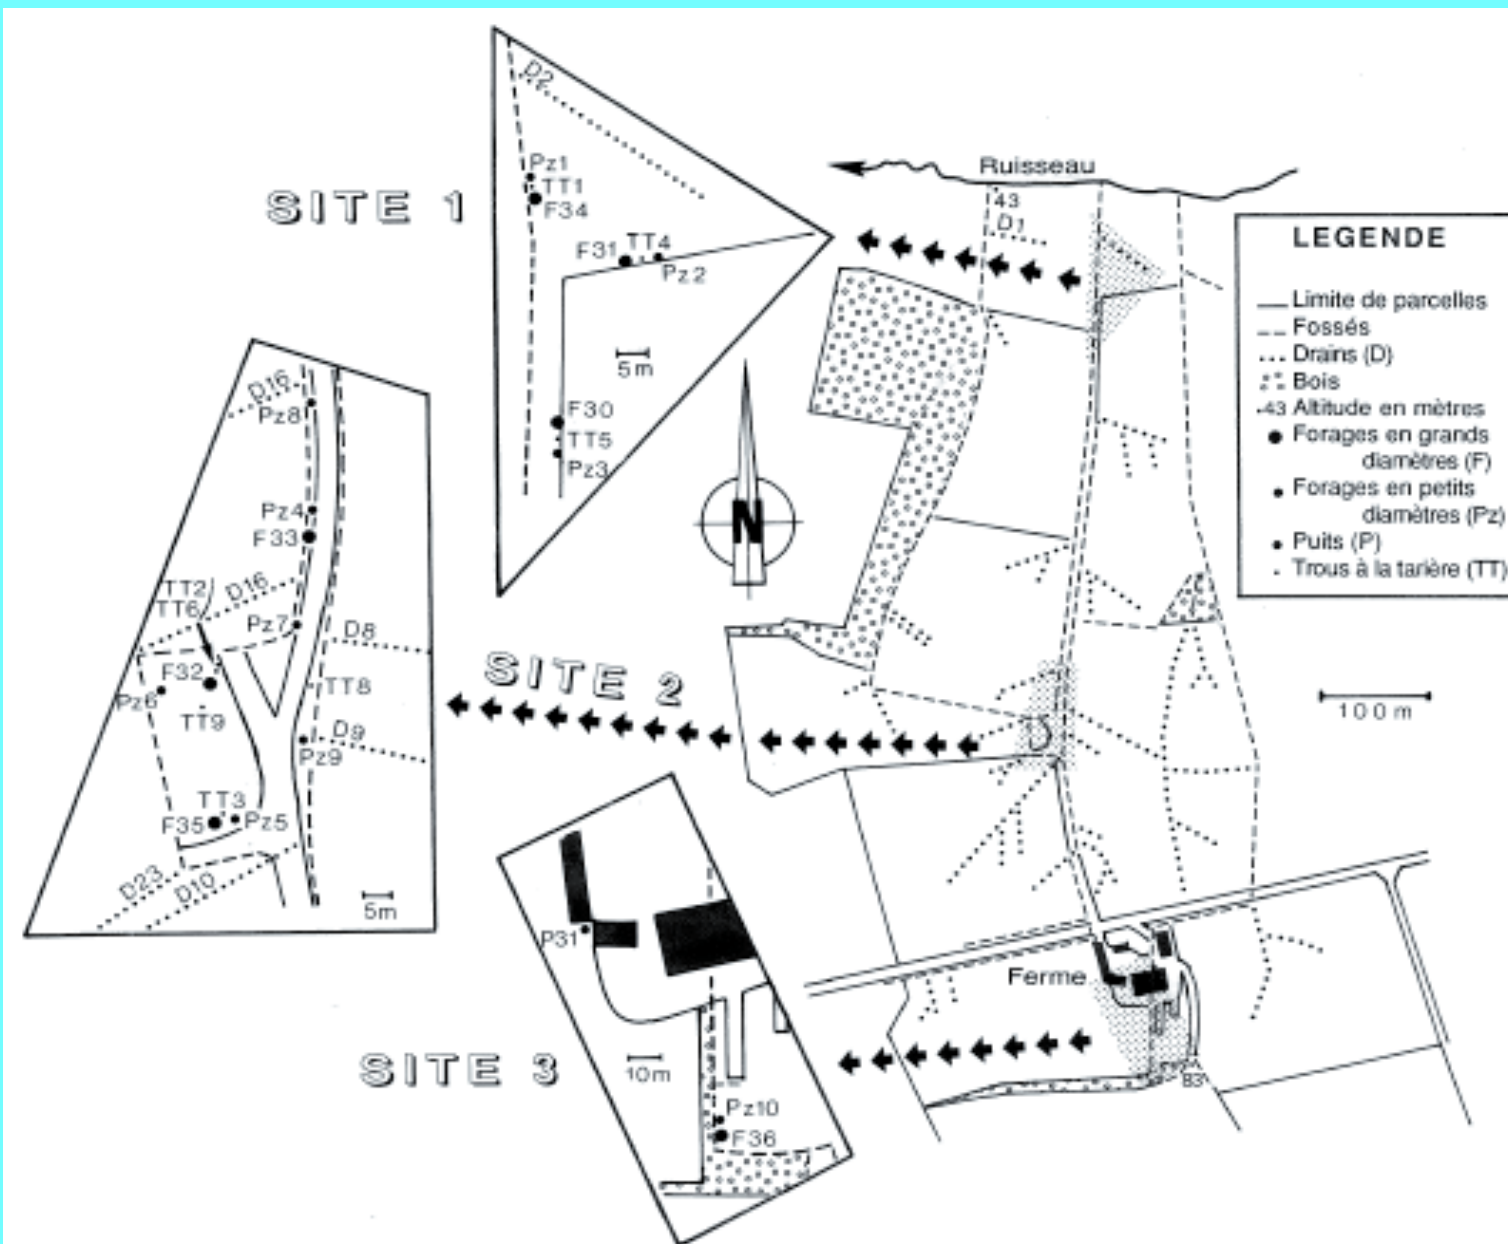 SITE 1
D2
Pz1
TT1
F34
F31
TT4
Pz2
5m
F30
TT5
Pz3
Ruisseau
43
D1
LEGENDE
Limite de parcelles
Fossés
Drains (D)
Bois
43 Altitude en mètres
Forages en grands
diamètres (F)
Forages en petits
diamètres (Pz)
Puits (P)
Trous à la tarière (TT)
N
100m
SITE 2
D16
Pz8
Pz4
F33
TT2
TT6
D16
Pz7
D8
F32
Pz6
TT8
TT9
D9
Pz9
TT3
F35
Pz5
D23
D10
5m
SITE 3
P31
10m
Pz10
F36
Ferme
83